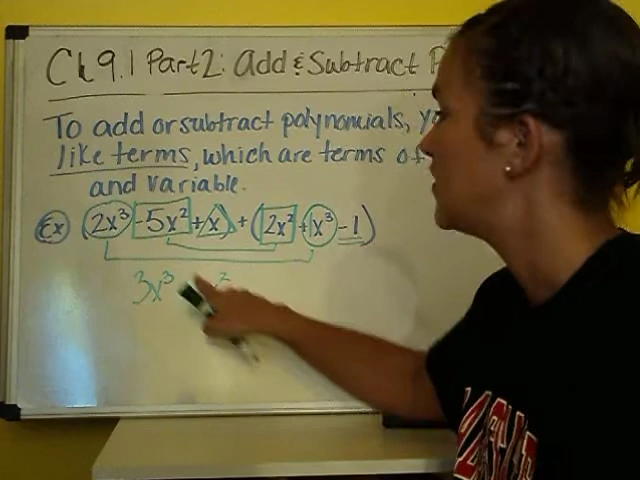 Ch 9.1 Part 2: Add & Subtract P
To add or subtract polynomials, y
like terms, which are terms of
and variable.
Ex (2x³ - 5x² + x) + (2x² + x³ - 1)
3x³ ²